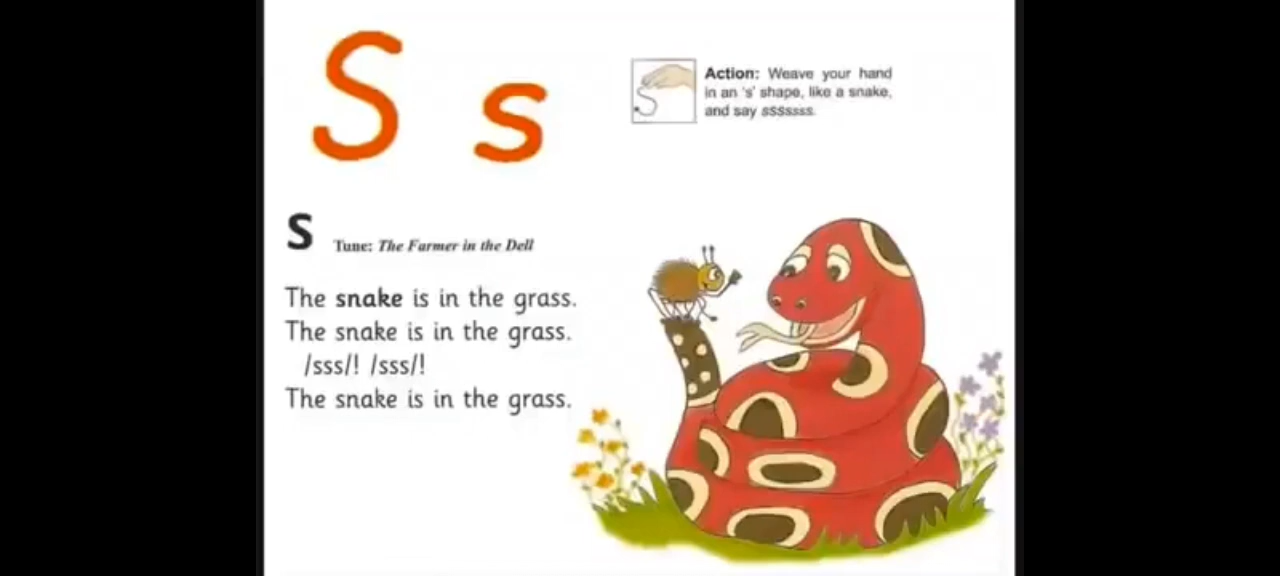 S s
Action: Weave your hand
in an 's' shape, like a snake,
and say sssssss.
s
Tune: The Farmer in the Dell
The snake is in the grass.
The snake is in the grass.
/sss/! /sss/!
The snake is in the grass.